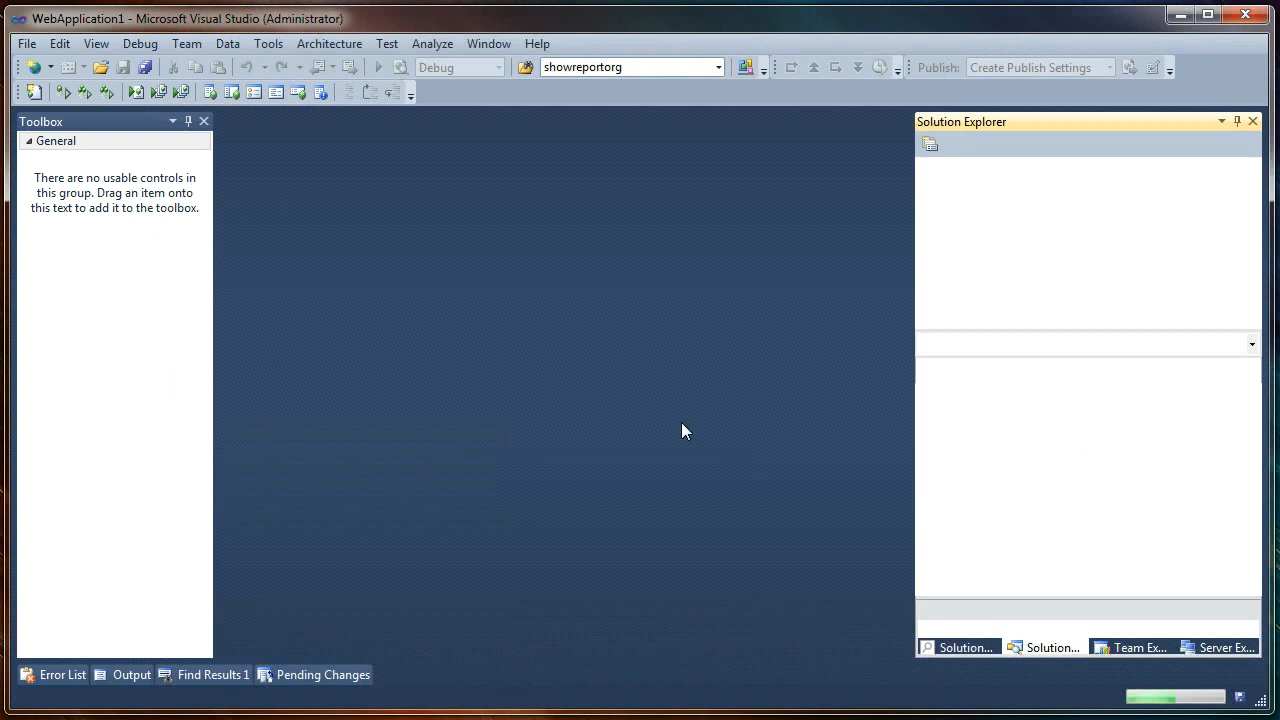 WebApplication1 - Microsoft Visual Studio (Administrator)
File Edit View Debug Team Data Tools Architecture Test Analyze Window Help
Debug showreportorg Publish: Create Publish Settings
Toolbox
General
There are no usable controls in
this group. Drag an item onto
this text to add it to the toolbox.
Solution Explorer
Solution... Solution... Team Ex... Server Ex...
Error List Output Find Results 1 Pending Changes